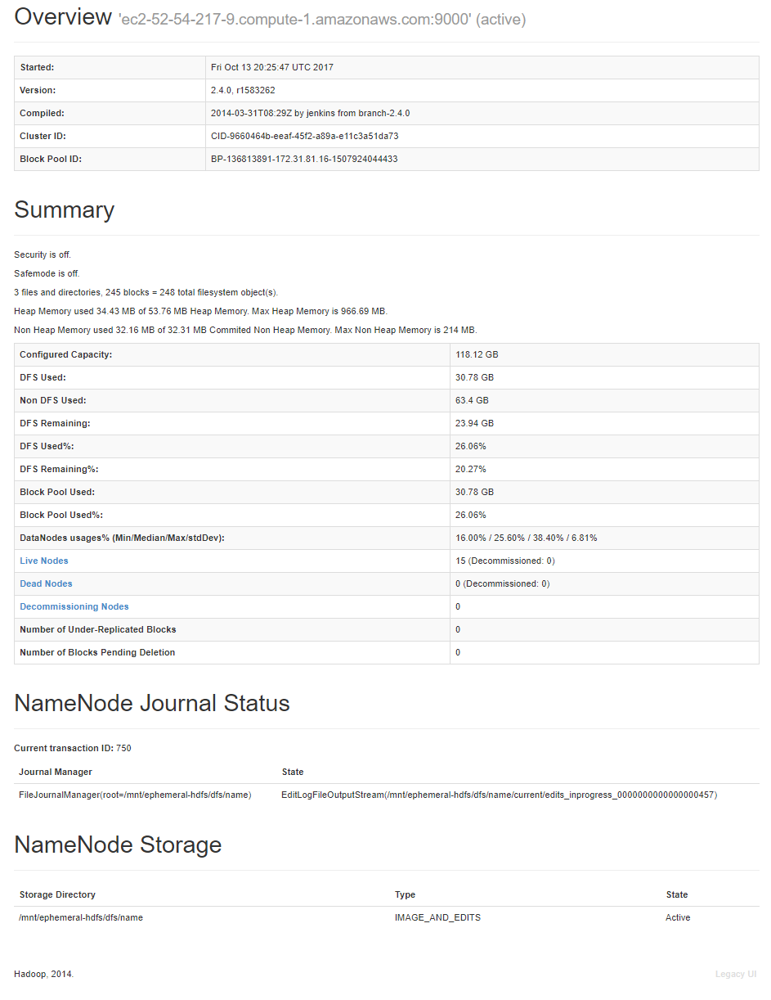 Overview 'ec2-52-54-217-9.compute-1.amazonaws.com:9000' (active)
Started: Fri Oct 13 20:25:47 UTC 2017
Version: 2.4.0, r1583262
Compiled: 2014-03-31T08:29Z by jenkins from branch-2.4.0
Cluster ID: CID-9660464b-eeaf-45f2-a89a-e11c3a51da73
Block Pool ID: BP-136813891-172.31.81.16-1507924044433
Summary
Security is off.
Safemode is off.
3 files and directories, 245 blocks = 248 total filesystem object(s).
Heap Memory used 34.43 MB of 53.76 MB Heap Memory. Max Heap Memory is 966.69 MB.
Non Heap Memory used 32.16 MB of 32.31 MB Commited Non Heap Memory. Max Non Heap Memory is 214 MB.
Configured Capacity: 118.12 GB
DFS Used: 30.78 GB
Non DFS Used: 63.4 GB
DFS Remaining: 23.94 GB
DFS Used%: 26.06%
DFS Remaining%: 20.27%
Block Pool Used: 30.78 GB
Block Pool Used%: 26.06%
DataNodes usages% (Min/Median/Max/stdDev): 16.00% / 25.60% / 38.40% / 6.81%
Live Nodes 15 (Decommissioned: 0)
Dead Nodes 0 (Decommissioned: 0)
Decommissioning Nodes 0
Number of Under-Replicated Blocks 0
Number of Blocks Pending Deletion 0
NameNode Journal Status
Current transaction ID: 750
Journal Manager State
FileJournalManager(root=/mnt/ephemeral-hdfs/dfs/name) EditLogFileOutputStream(/mnt/ephemeral-hdfs/dfs/name/current/edits_inprogress_0000000000000000457)
NameNode Storage
Storage Directory Type State
/mnt/ephemeral-hdfs/dfs/name IMAGE_AND_EDITS Active
Hadoop, 2014. Legacy UI